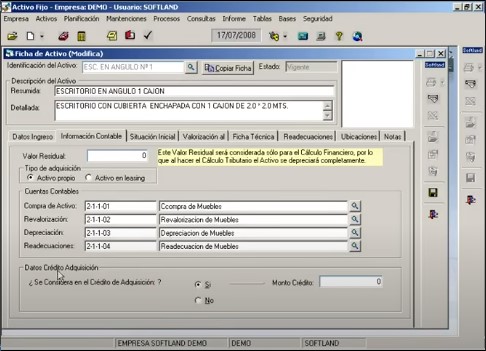 Activo Fijo - Empresa: DEMO - Usuario: SOFTLAND
Empresa Activos Planificación Mantenciones Procesos Consultas Informe Tablas Bases Seguridad
17/07/2008
Ficha de Activo (Modifica)
Identificación del Activo: ESC. EN ANGULO Nº 1 Copiar Ficha Estado: Vigente
Softland
Softland
Descripción del Activo
Resumida: ESCRITORIO EN ANGULO 1 CAJON
Detallada: ESCRITORIO CON CUBIERTA ENCHAPADA CON 1 CAJON DE 2.0 * 2.0 MTS.
Datos Ingreso Información Contable Situación Inicial Valorización al Ficha Técnica Readecuaciones Ubicaciones Notas
Valor Residual: 0
Este Valor Residual será considerada sólo para el Cálculo Financiero, por lo
que al hacer el Cálculo Tributario el Activo se depreciará completamente.
Tipo de adquisición
Activo propio Activo en leasing
Cuentas Contables
Compra de Activo: 2-1-1-01 Ccompra de Muebles
Revalorización: 2-1-1-02 Revalorizacion de Muebles
Depreciación: 2-1-1-03 Depreciacion de Muebles
Readecuaciones: 2-1-1-04 Readecuacion de Muebles
Datos Crédito Adquisición
¿ Se Considera en el Crédito de Adquisición: ? Si Monto Crédito: 0
No
EMPRESA SOFTLAND DEMO DEMO SOFTLAND